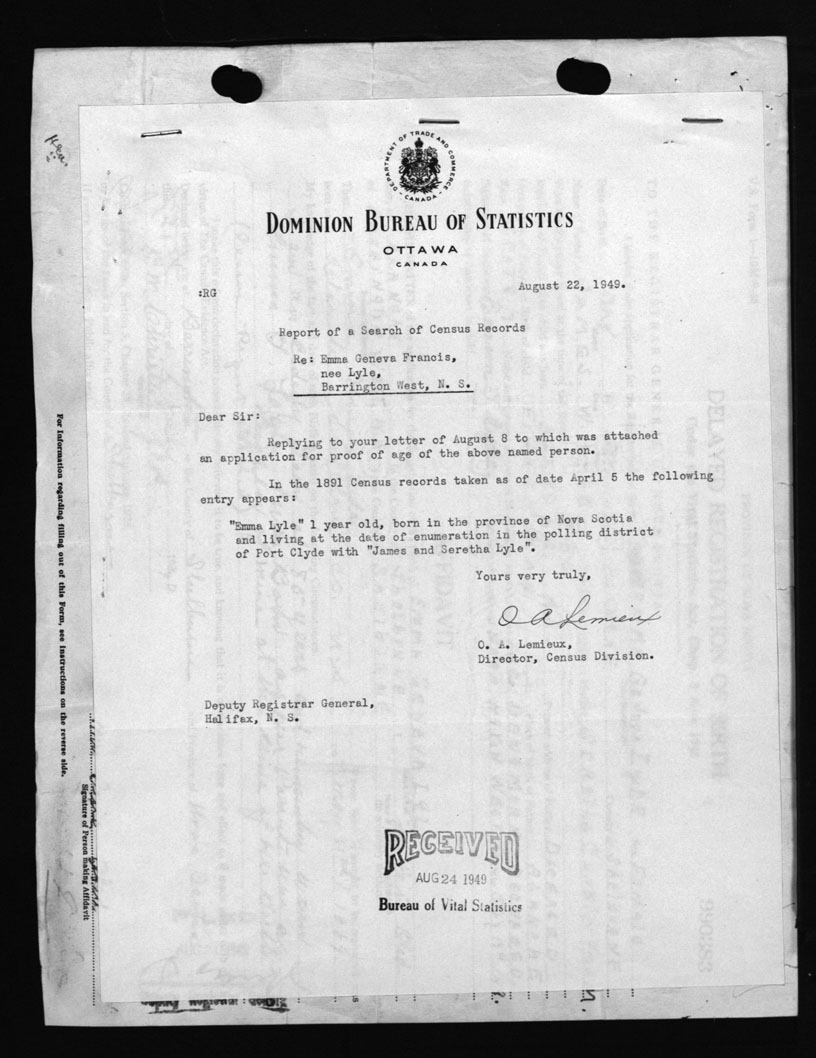 DEPARTMENT OF TRADE AND COMMERCE
CANADA
DOMINION BUREAU OF STATISTICS
OTTAWA
CANADA
:RG
August 22, 1949.
Report of a Search of Census Records
Re: Emma Geneva Francis,
nee Lyle,
Barrington West, N. S.
Dear Sir:
Replying to your letter of August 8 to which was attached
an application for proof of age of the above named person.
In the 1891 Census records taken as of date April 5 the following
entry appears:
"Emma Lyle" 1 year old, born in the province of Nova Scotia
and living at the date of enumeration in the polling district
of Port Clyde with "James and Seretha Lyle".
Yours very truly,
O A Lemieux
O. A. Lemieux,
Director, Census Division.
Deputy Registrar General,
Halifax, N. S.
RECEIVED
AUG 24 1949
Bureau of Vital Statistics
For Information regarding filling out of this Form, see Instructions on the reverse side.
Signature of Person making Affidavit